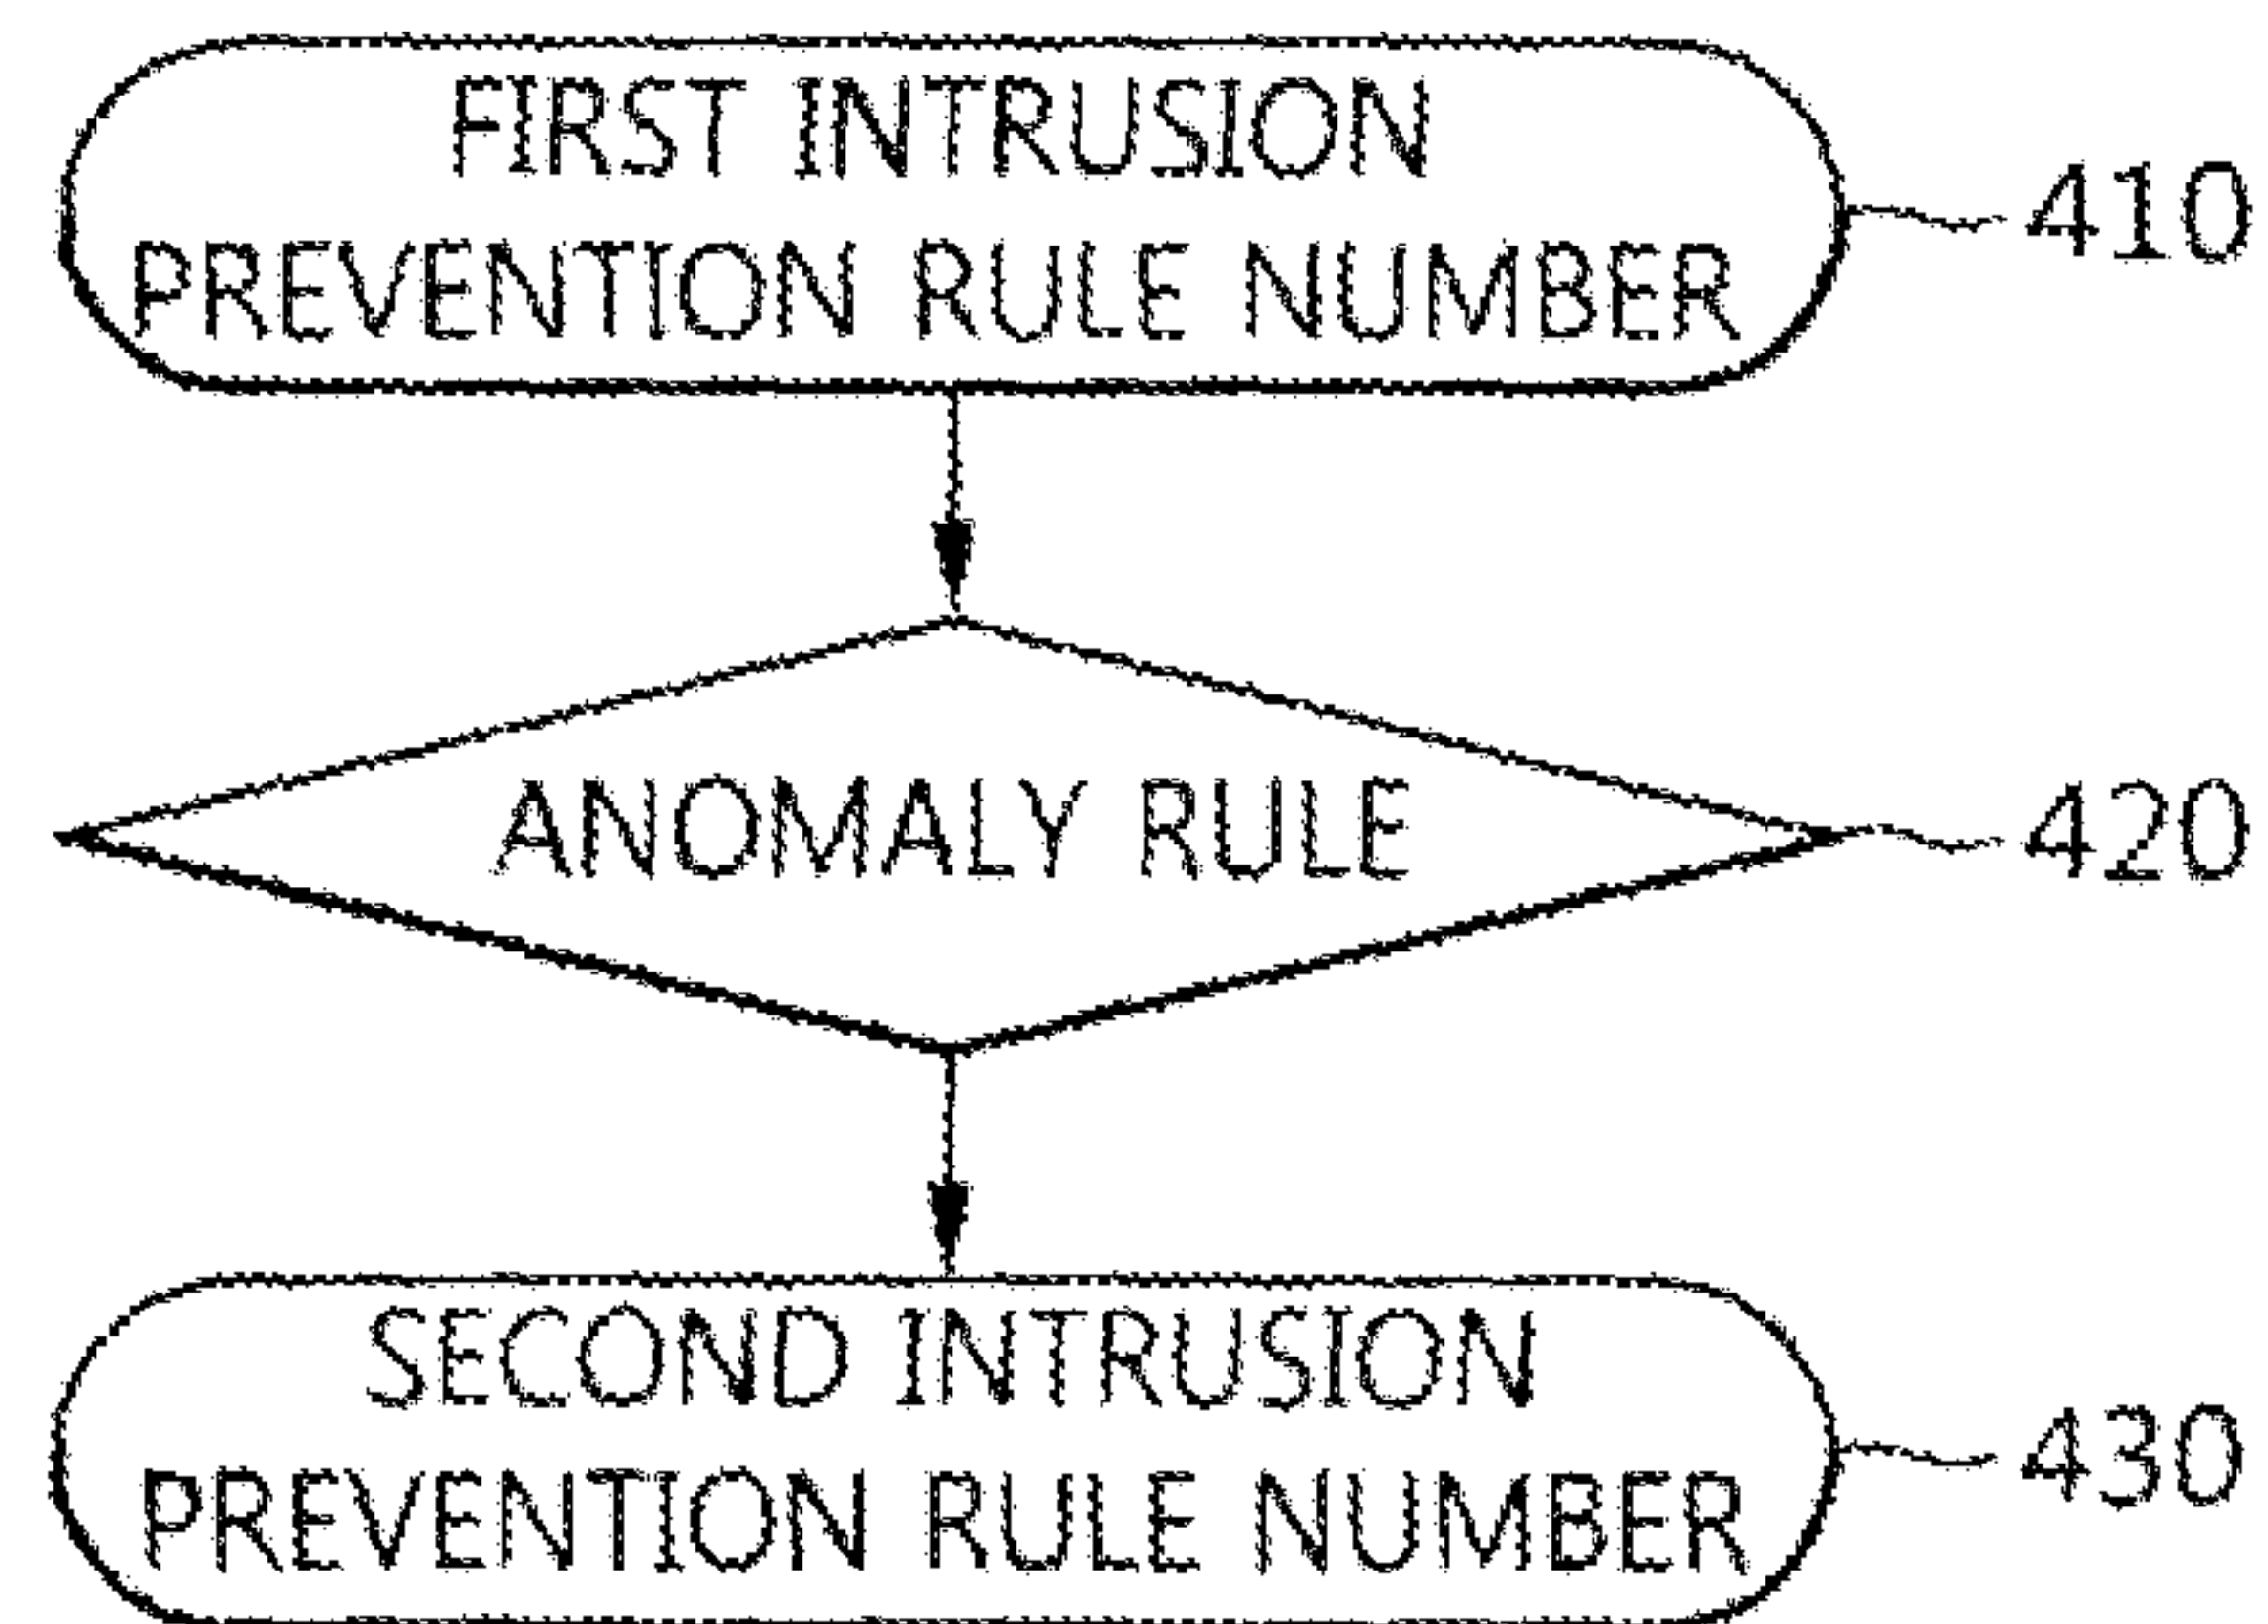 FIRST INTRUSION
PREVENTION RULE NUMBER
410
ANOMALY RULE
420
SECOND INTRUSION
PREVENTION RULE NUMBER
430